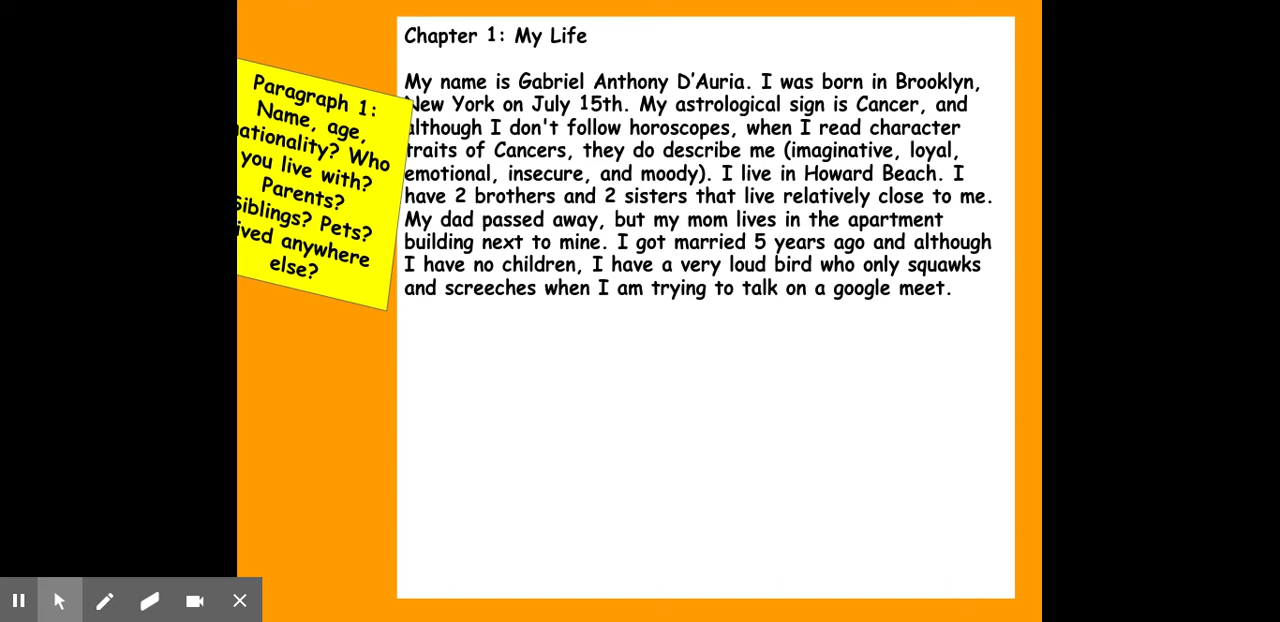 Chapter 1: My Life
My name is Gabriel Anthony D'Auria. I was born in Brooklyn,
New York on July 15th. My astrological sign is Cancer, and
although I don't follow horoscopes, when I read character
traits of Cancers, they do describe me (imaginative, loyal,
emotional, insecure, and moody). I live in Howard Beach. I
have 2 brothers and 2 sisters that live relatively close to me.
My dad passed away, but my mom lives in the apartment
building next to mine. I got married 5 years ago and although
I have no children, I have a very loud bird who only squawks
and screeches when I am trying to talk on a google meet.
Paragraph 1:
Name, age,
nationality? Who
you live with?
Parents?
Siblings? Pets?
lived anywhere
else?